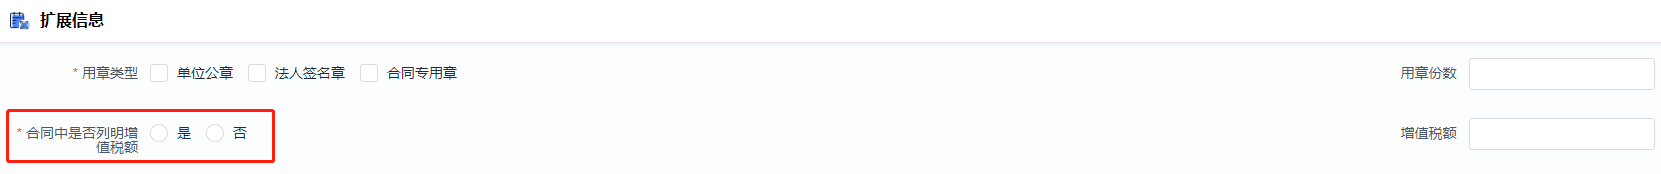 扩展信息
* 用章类型 单位公章 法人签名章 合同专用章 用章份数
* 合同中是否列明增 是 否 增值税额
值税额